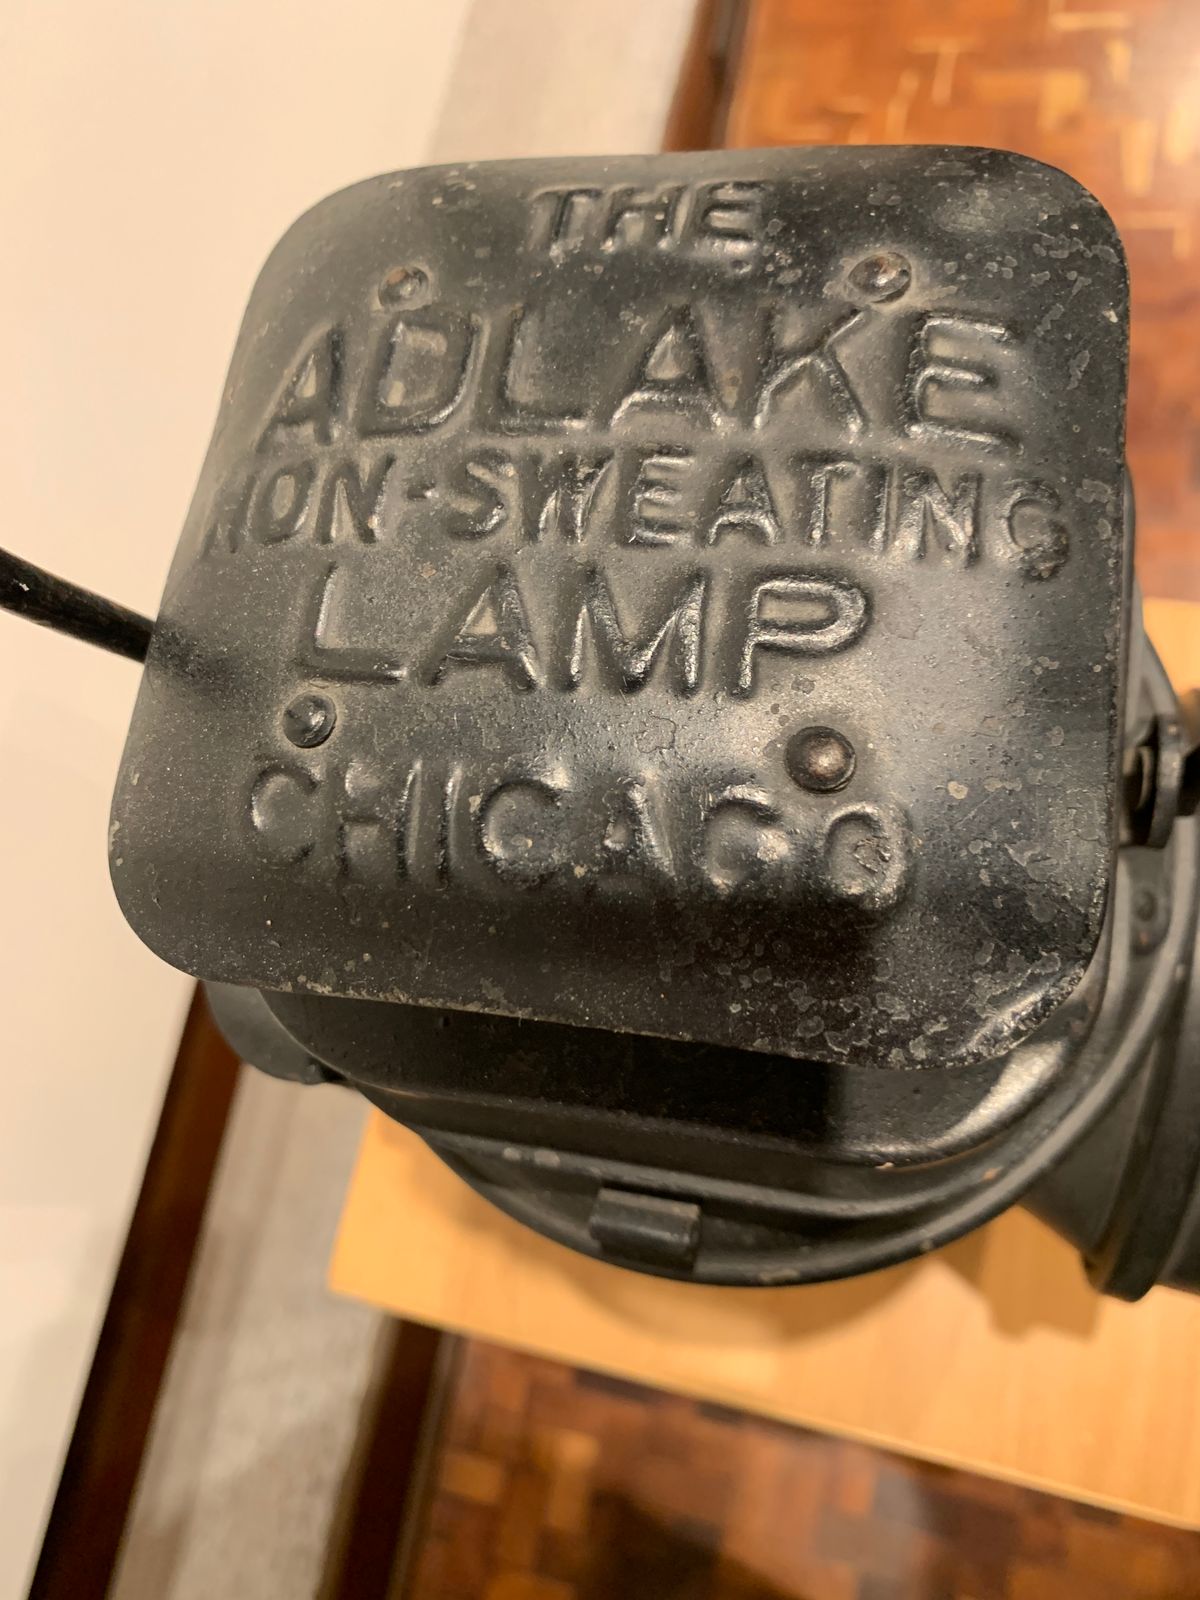 THE
ADLAKE
NON-SWEATING
LAMP
CHICAGO